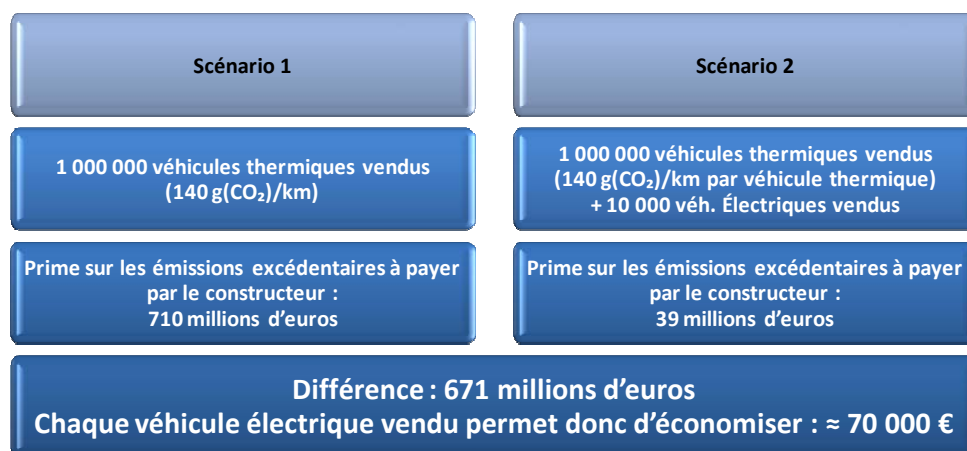 Scénario 1
Scénario 2
1 000 000 véhicules thermiques vendus
(140 g(CO₂)/km)
1 000 000 véhicules thermiques vendus
(140 g(CO₂)/km par véhicule thermique)
+ 10 000 véh. Électriques vendus
Prime sur les émissions excédentaires à payer
par le constructeur :
710 millions d’euros
Prime sur les émissions excédentaires à payer
par le constructeur :
39 millions d’euros
Différence : 671 millions d’euros
Chaque véhicule électrique vendu permet donc d’économiser : ≈ 70 000 €